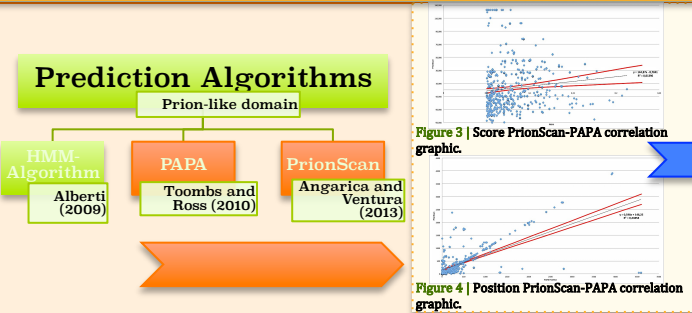 Prediction Algorithms
Prion-like domain
HMM-
Algorithm
Alberti
(2009)
PAPA
Toombs and
Ross (2010)
PrionScan
Angarica and
Ventura
(2013)
Figure 3 | Score PrionScan-PAPA correlation
graphic.
Figure 4 | Position PrionScan-PAPA correlation
graphic.